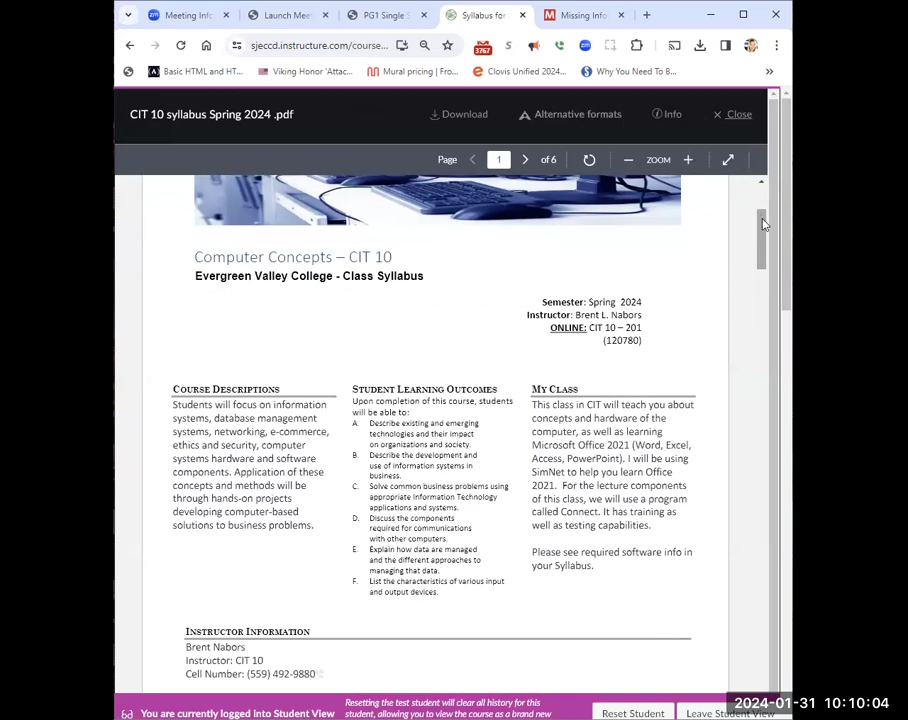 Meeting Info
Launch Mee
PG1 Single S
Syllabus for
Missing Info
sjeccd.instructure.com/course...
3767
Basic HTML and HT...
Viking Honor 'Attac...
Mural pricing | Fro...
Clovis Unified 2024...
Why You Need To B...
CIT 10 syllabus Spring 2024 .pdf
Download
Alternative formats
Info
Close
Page
1
of 6
ZOOM
Computer Concepts – CIT 10
Evergreen Valley College - Class Syllabus
Semester: Spring 2024
Instructor: Brent L. Nabors
ONLINE: CIT 10 – 201
(120780)
COURSE DESCRIPTIONS
Students will focus on information
systems, database management
systems, networking, e-commerce,
ethics and security, computer
systems hardware and software
components. Application of these
concepts and methods will be
through hands-on projects
developing computer-based
solutions to business problems.
STUDENT LEARNING OUTCOMES
Upon completion of this course, students
will be able to:
A. Describe existing and emerging
technologies and their impact
on organizations and society.
B. Describe the development and
use of information systems in
business.
C. Solve common business problems using
appropriate Information Technology
applications and systems.
D. Discuss the components
required for communications
with other computers.
E. Explain how data are managed
and the different approaches to
managing that data.
F. List the characteristics of various input
and output devices.
MY CLASS
This class in CIT will teach you about
concepts and hardware of the
computer, as well as learning
Microsoft Office 2021 (Word, Excel,
Access, PowerPoint). I will be using
SimNet to help you learn Office
2021. For the lecture components
of this class, we will use a program
called Connect. It has training as
well as testing capabilities.
Please see required software info in
your Syllabus.
INSTRUCTOR INFORMATION
Brent Nabors
Instructor: CIT 10
Cell Number: (559) 492-9880
You are currently logged into Student View
Resetting the test student will clear all history for this
student, allowing you to view the course as a brand new
Reset Student
Leave Student View
2024-01-31 10:10:04